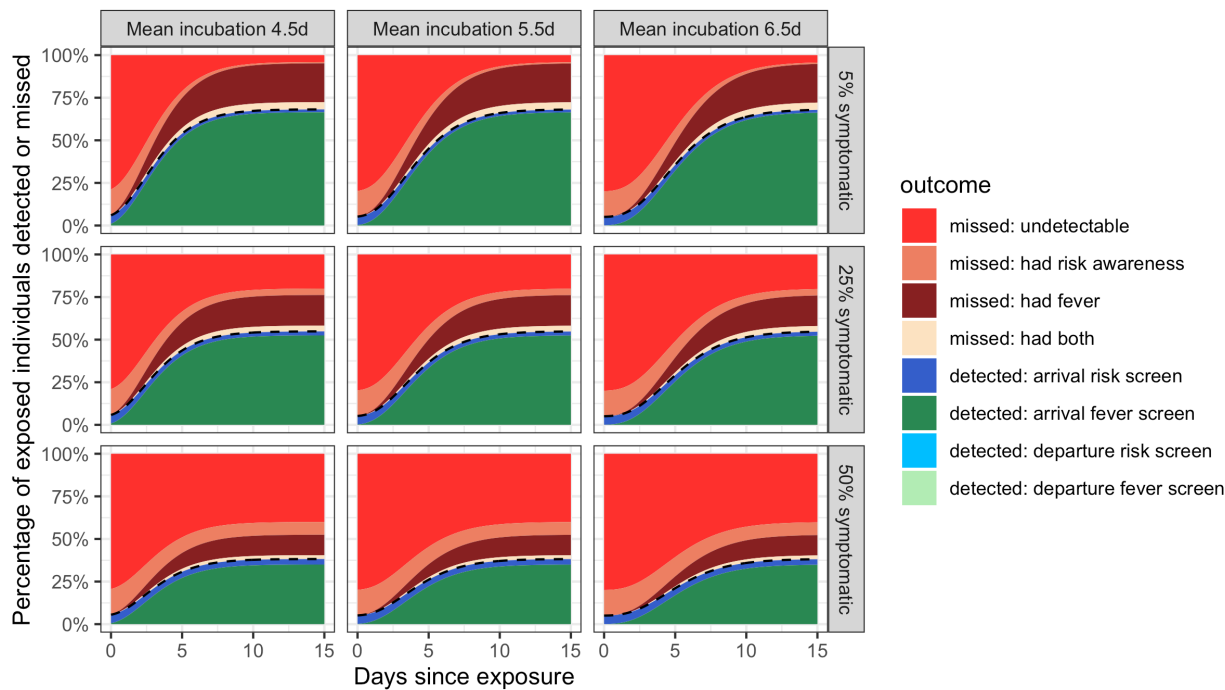 Mean incubation 4.5d
Mean incubation 5.5d
Mean incubation 6.5d
Percentage of exposed individuals detected or missed
100%
75%
50%
25%
0%
5% symptomatic
100%
75%
50%
25%
0%
25% symptomatic
100%
75%
50%
25%
0%
50% symptomatic
0 5 10 15
0 5 10 15
0 5 10 15
Days since exposure
outcome
missed: undetectable
missed: had risk awareness
missed: had fever
missed: had both
detected: arrival risk screen
detected: arrival fever screen
detected: departure risk screen
detected: departure fever screen